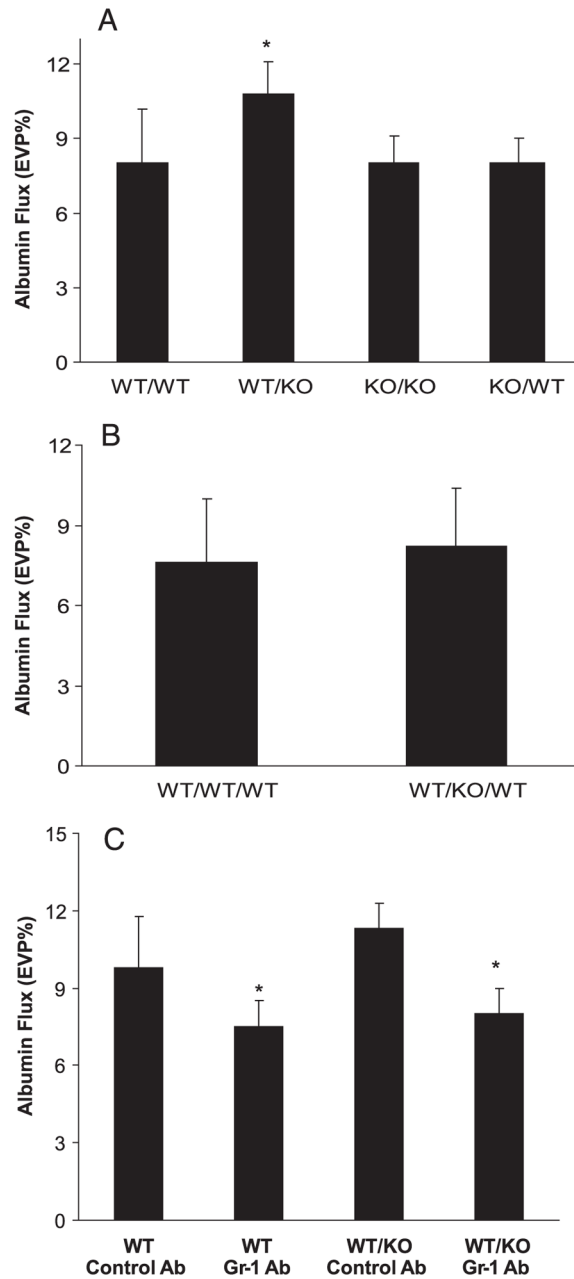 A
*
12
9
6
3
0
Albumin Flux (EVP%)
WT/WT WT/KO KO/KO KO/WT
B
12
9
6
3
0
Albumin Flux (EVP%)
WT/WT/WT WT/KO/WT
C
15
12
9
6
3
0
Albumin Flux (EVP%)
* *
WT WT WT/KO WT/KO
Control Ab Gr-1 Ab Control Ab Gr-1 Ab